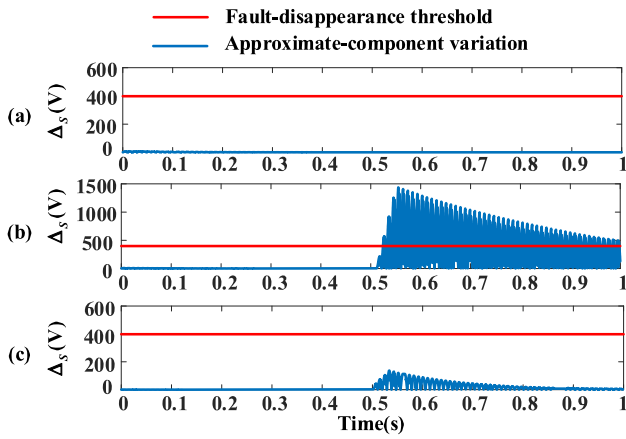 Fault-disappearance threshold
Approximate-component variation
(a)
Δs(V)
600
400
200
0
0 0.1 0.2 0.3 0.4 0.5 0.6 0.7 0.8 0.9 1
(b)
Δs(V)
1500
1000
500
0
0 0.1 0.2 0.3 0.4 0.5 0.6 0.7 0.8 0.9 1
(c)
Δs(V)
600
400
200
0
0 0.1 0.2 0.3 0.4 0.5 0.6 0.7 0.8 0.9 1
Time(s)